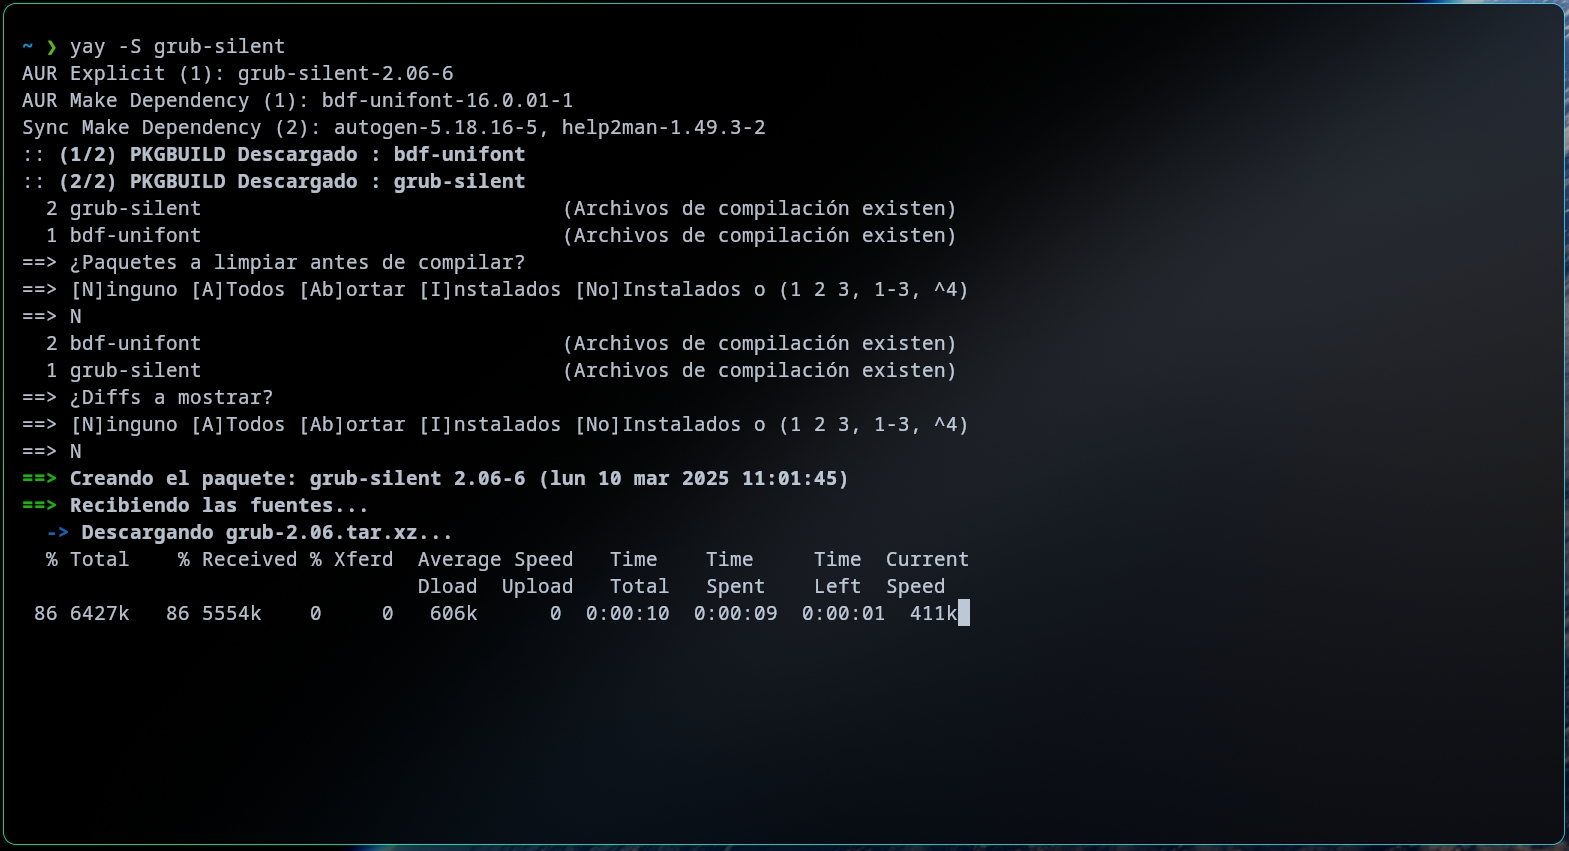 ~ ❯ yay -S grub-silent
AUR Explicit (1): grub-silent-2.06-6
AUR Make Dependency (1): bdf-unifont-16.0.01-1
Sync Make Dependency (2): autogen-5.18.16-5, help2man-1.49.3-2
:: (1/2) PKGBUILD Descargado : bdf-unifont
:: (2/2) PKGBUILD Descargado : grub-silent
  2 grub-silent                              (Archivos de compilación existen)
  1 bdf-unifont                              (Archivos de compilación existen)
==> ¿Paquetes a limpiar antes de compilar?
==> [N]inguno [A]Todos [Ab]ortar [I]nstalados [No]Instalados o (1 2 3, 1-3, ^4)
==> N
  2 bdf-unifont                              (Archivos de compilación existen)
  1 grub-silent                              (Archivos de compilación existen)
==> ¿Diffs a mostrar?
==> [N]inguno [A]Todos [Ab]ortar [I]nstalados [No]Instalados o (1 2 3, 1-3, ^4)
==> N
==> Creando el paquete: grub-silent 2.06-6 (lun 10 mar 2025 11:01:45)
==> Recibiendo las fuentes...
  -> Descargando grub-2.06.tar.xz...
  % Total    % Received % Xferd  Average Speed   Time    Time     Time  Current
                                 Dload  Upload   Total   Spent    Left  Speed
 86 6427k   86 5554k    0     0   606k      0  0:00:10  0:00:09  0:00:01  411k